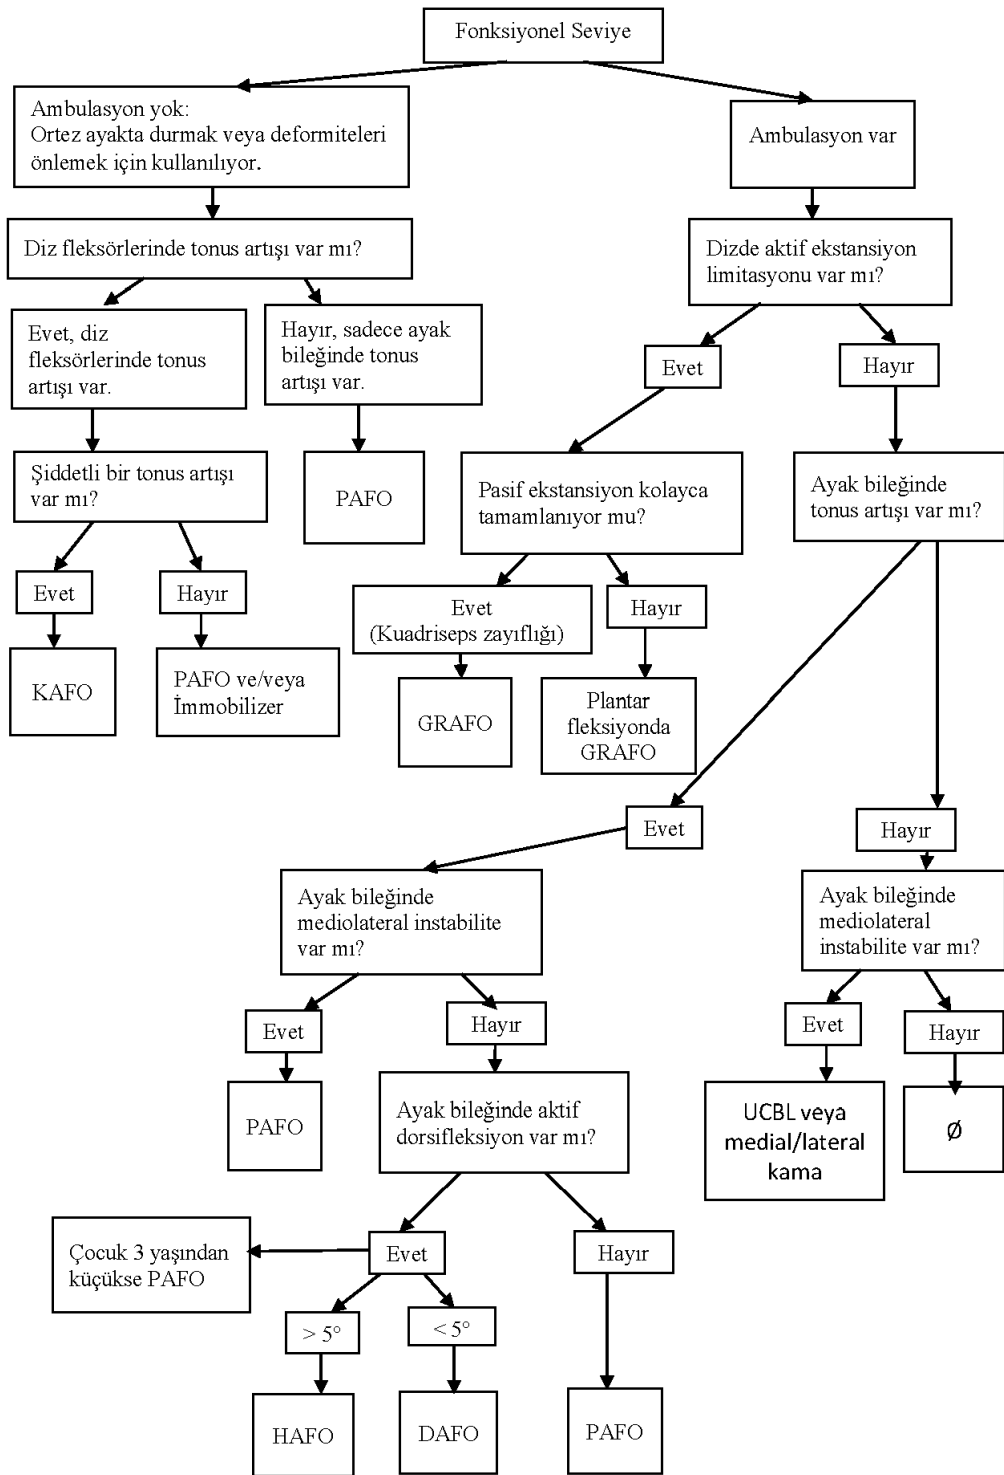 Fonksiyonel Seviye
Ambulasyon yok:
Ortez ayakta durmak veya deformiteleri
önlemek için kullanılıyor.
Ambulasyon var
Diz fleksörlerinde tonus artışı var mı?
Dizde aktif ekstansiyon
limitasyonu var mı?
Evet, diz
fleksörlerinde tonus
artışı var.
Hayır, sadece ayak
bileğinde tonus
artışı var.
Evet
Hayır
Şiddetli bir tonus artışı
var mı?
PAFO
Pasif ekstansiyon kolayca
tamamlanıyor mu?
Ayak bileğinde
tonus artışı var mı?
Evet
Hayır
Evet
(Kuadriseps zayıflığı)
Hayır
KAFO
PAFO ve/veya
İmmobilizer
GRAFO
Plantar
fleksiyonda
GRAFO
Evet
Hayır
Ayak bileğinde
mediolateral instabilite
var mı?
Ayak bileğinde
mediolateral
instabilite var mı?
Evet
Hayır
Evet
Hayır
PAFO
Ayak bileğinde aktif
dorsifleksiyon var mı?
UCBL veya
medial/lateral
kama
Ø
Çocuk 3 yaşından
küçükse PAFO
Evet
Hayır
> 5°
< 5°
HAFO
DAFO
PAFO